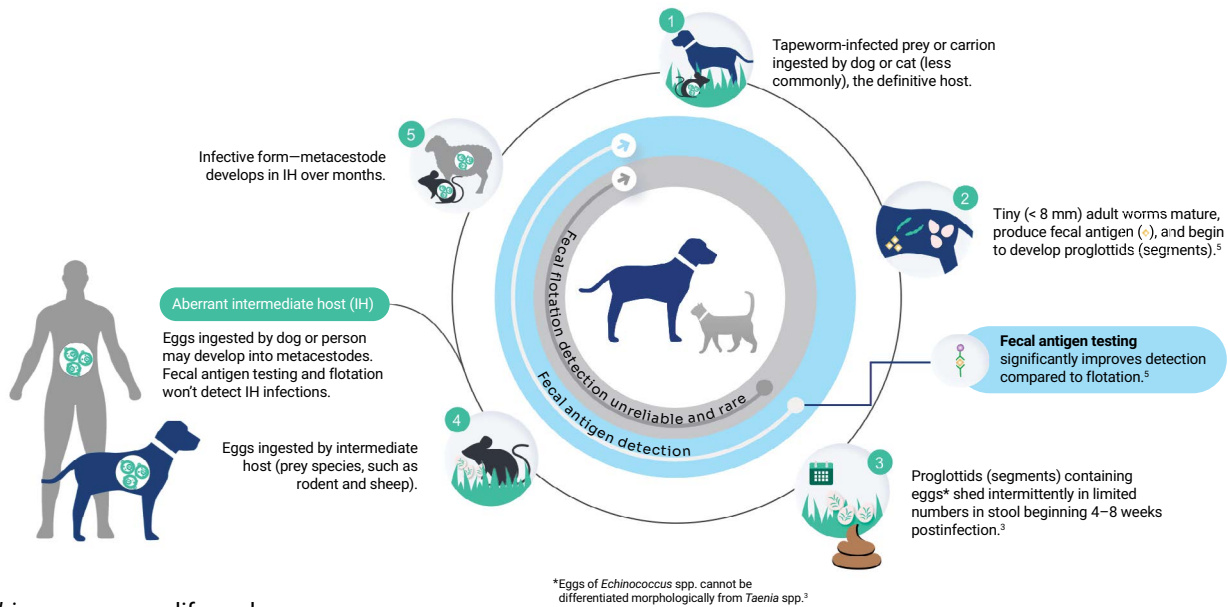 1
Tapeworm-infected prey or carrion
ingested by dog or cat (less
commonly), the definitive host.
2
Tiny (< 8 mm) adult worms mature,
produce fecal antigen ( ), and begin
to develop proglottids (segments).5
Fecal antigen testing
significantly improves detection
compared to flotation.5
3
Proglottids (segments) containing
eggs* shed intermittently in limited
numbers in stool beginning 4–8 weeks
postinfection.3
*Eggs of Echinococcus spp. cannot be
differentiated morphologically from Taenia spp.3
4
Eggs ingested by intermediate
host (prey species, such as
rodent and sheep).
Aberrant intermediate host (IH)
Eggs ingested by dog or person
may develop into metacestodes.
Fecal antigen testing and flotation
won’t detect IH infections.
5
Infective form—metacestode
develops in IH over months.
Fecal flotation detection unreliable and rare
Fecal antigen detection